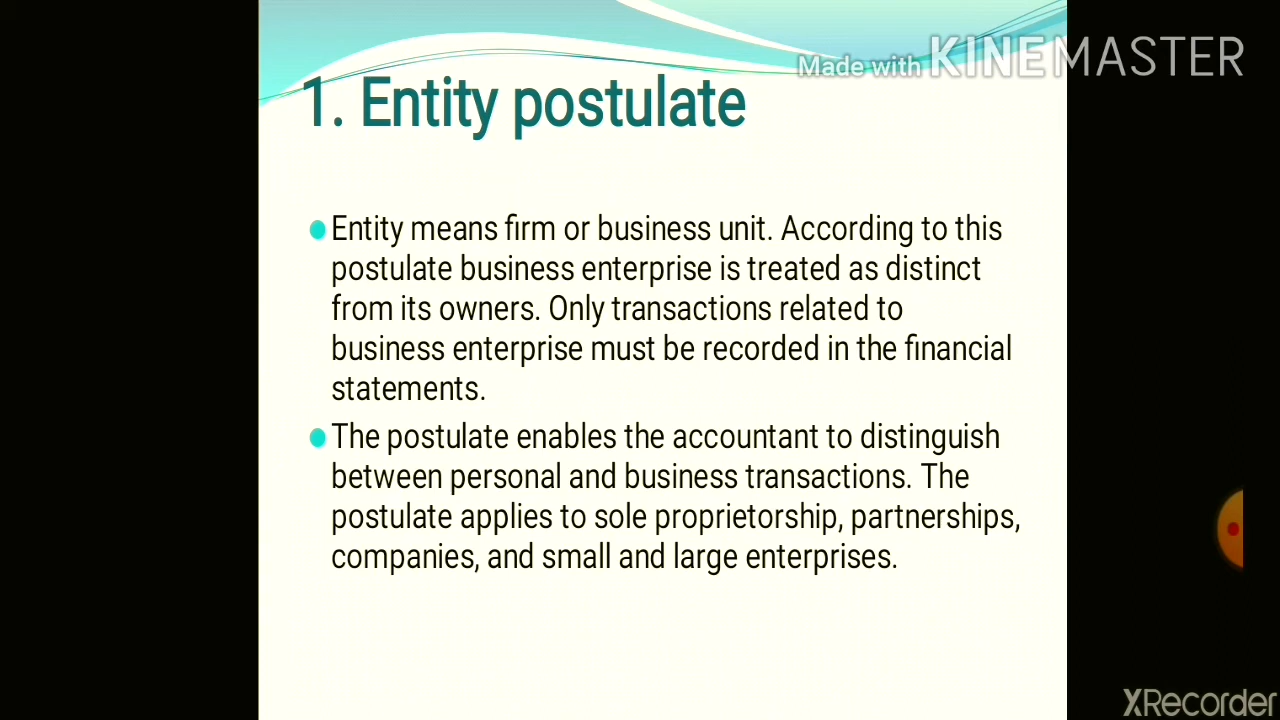 Made with KINEMASTER
1. Entity postulate
Entity means firm or business unit. According to this
postulate business enterprise is treated as distinct
from its owners. Only transactions related to
business enterprise must be recorded in the financial
statements.
The postulate enables the accountant to distinguish
between personal and business transactions. The
postulate applies to sole proprietorship, partnerships,
companies, and small and large enterprises.
XRecorder